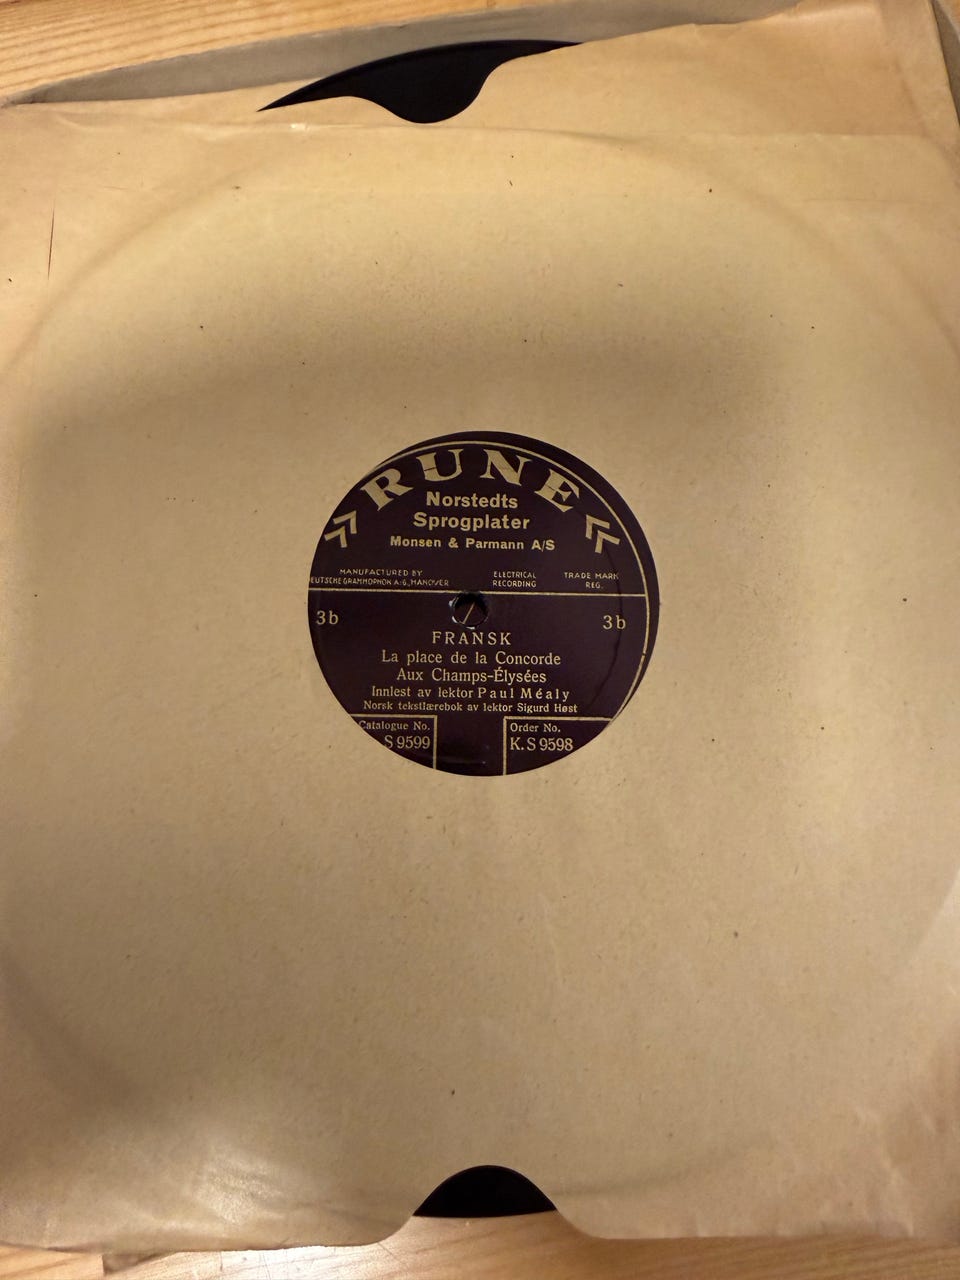 RUNE
Norstedts
Sprogplater
Monsen & Parmann A/S
MANUFACTURED BY
EUTSCHE GRAMMOPHON A:G., HANOVER
ELECTRICAL
RECORDING
TRADE MARK
REG.
3b
3b
FRANSK
La place de la Concorde
Aux Champs-Élysées
Innlest av lektor Paul Méaly
Norsk tekstlærebok av lektor Sigurd Høst
Catalogue No.
S 9599
Order No.
K. S 9598